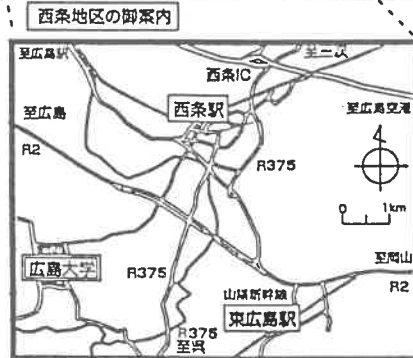 西条地区の御案内
至広島駅
至三次
西条IC
西条駅
至広島
至広島空港
R2
R375
0 1km
広島大学
R375
至岡山
R2
山陽新幹線
東広島駅
R375
至呉